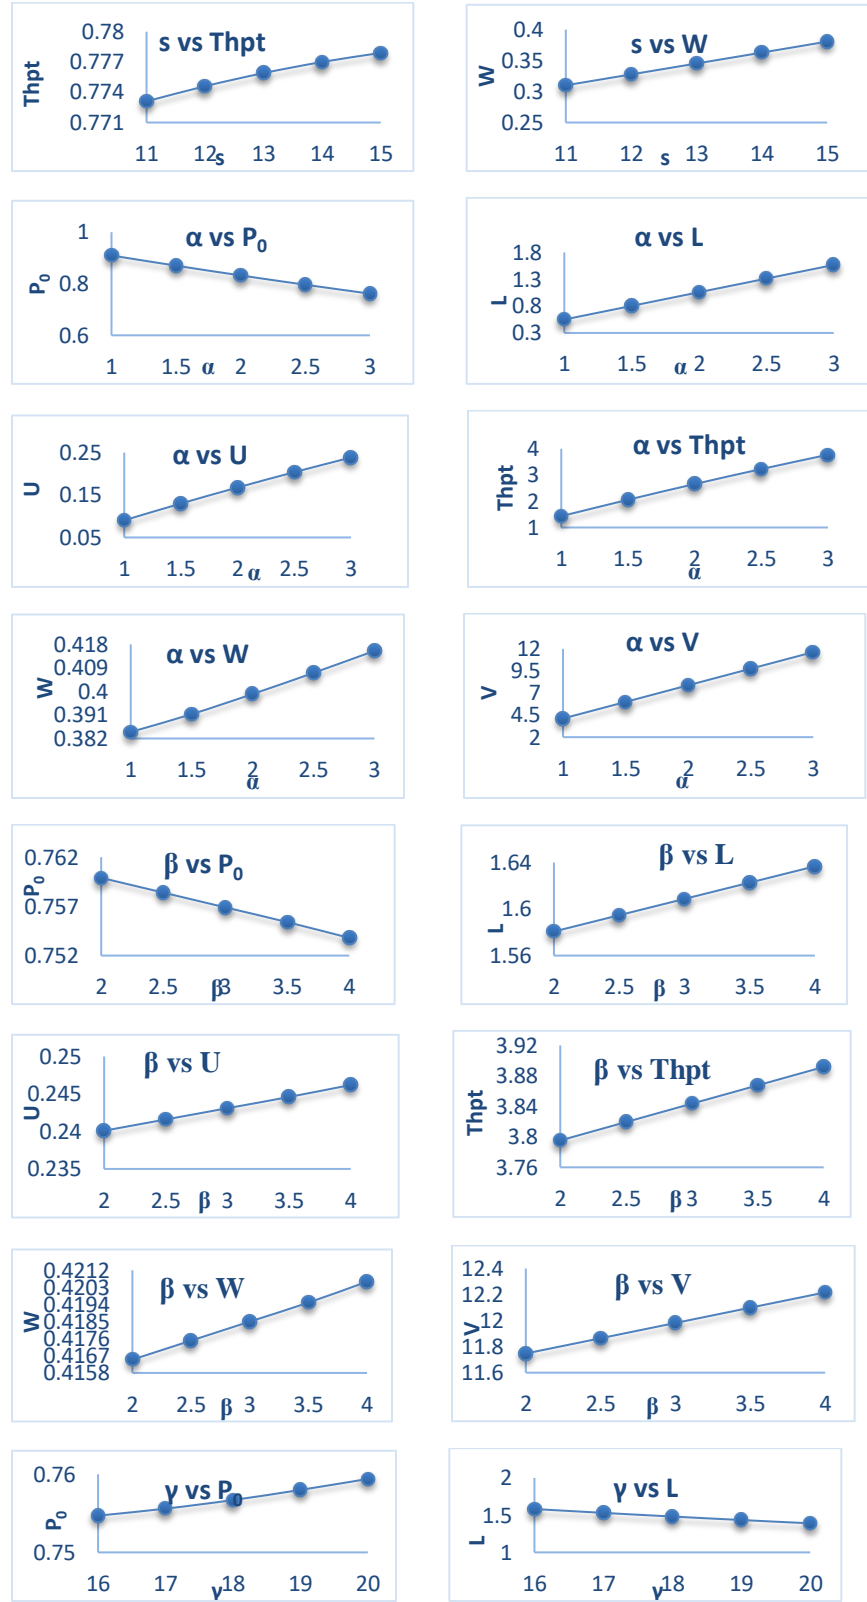 s vs Thpt
Thpt
0.78
0.777
0.774
0.771
11 12 13 14 15
s
s vs W
W
0.4
0.35
0.3
0.25
11 12 13 14 15
s
α vs P₀
P₀
1
0.8
0.6
1 1.5 2 2.5 3
α
α vs L
L
1.8
1.3
0.8
0.3
1 1.5 2 2.5 3
α
α vs U
U
0.25
0.15
0.05
1 1.5 2 2.5 3
α
α vs Thpt
Thpt
4
3
2
1
1 1.5 2 2.5 3
α
α vs W
W
0.418
0.409
0.4
0.391
0.382
1 1.5 2 2.5 3
α
α vs V
V
12
9.5
7
4.5
2
1 1.5 2 2.5 3
α
β vs P₀
P₀
0.762
0.757
0.752
2 2.5 3 3.5 4
β
β vs L
L
1.64
1.6
1.56
2 2.5 3 3.5 4
β
β vs U
U
0.25
0.245
0.24
0.235
2 2.5 3 3.5 4
β
β vs Thpt
Thpt
3.92
3.88
3.84
3.8
3.76
2 2.5 3 3.5 4
β
β vs W
W
0.4212
0.4203
0.4194
0.4185
0.4176
0.4167
0.4158
2 2.5 3 3.5 4
β
β vs V
V
12.4
12.2
12
11.8
11.6
2 2.5 3 3.5 4
β
γ vs P₀
P₀
0.76
0.75
16 17 18 19 20
γ
γ vs L
L
2
1.5
1
16 17 18 19 20
γ